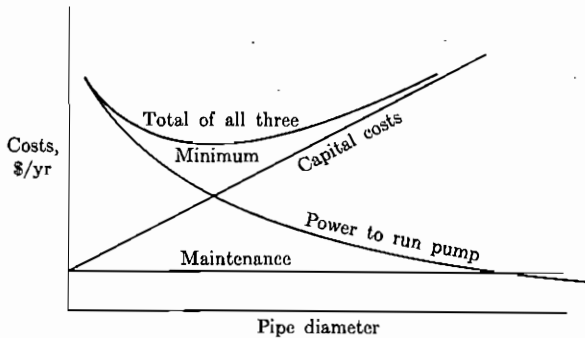 Total of all three
Costs,
$/yr
Minimum
Capital costs
Power to run pump
Maintenance
Pipe diameter